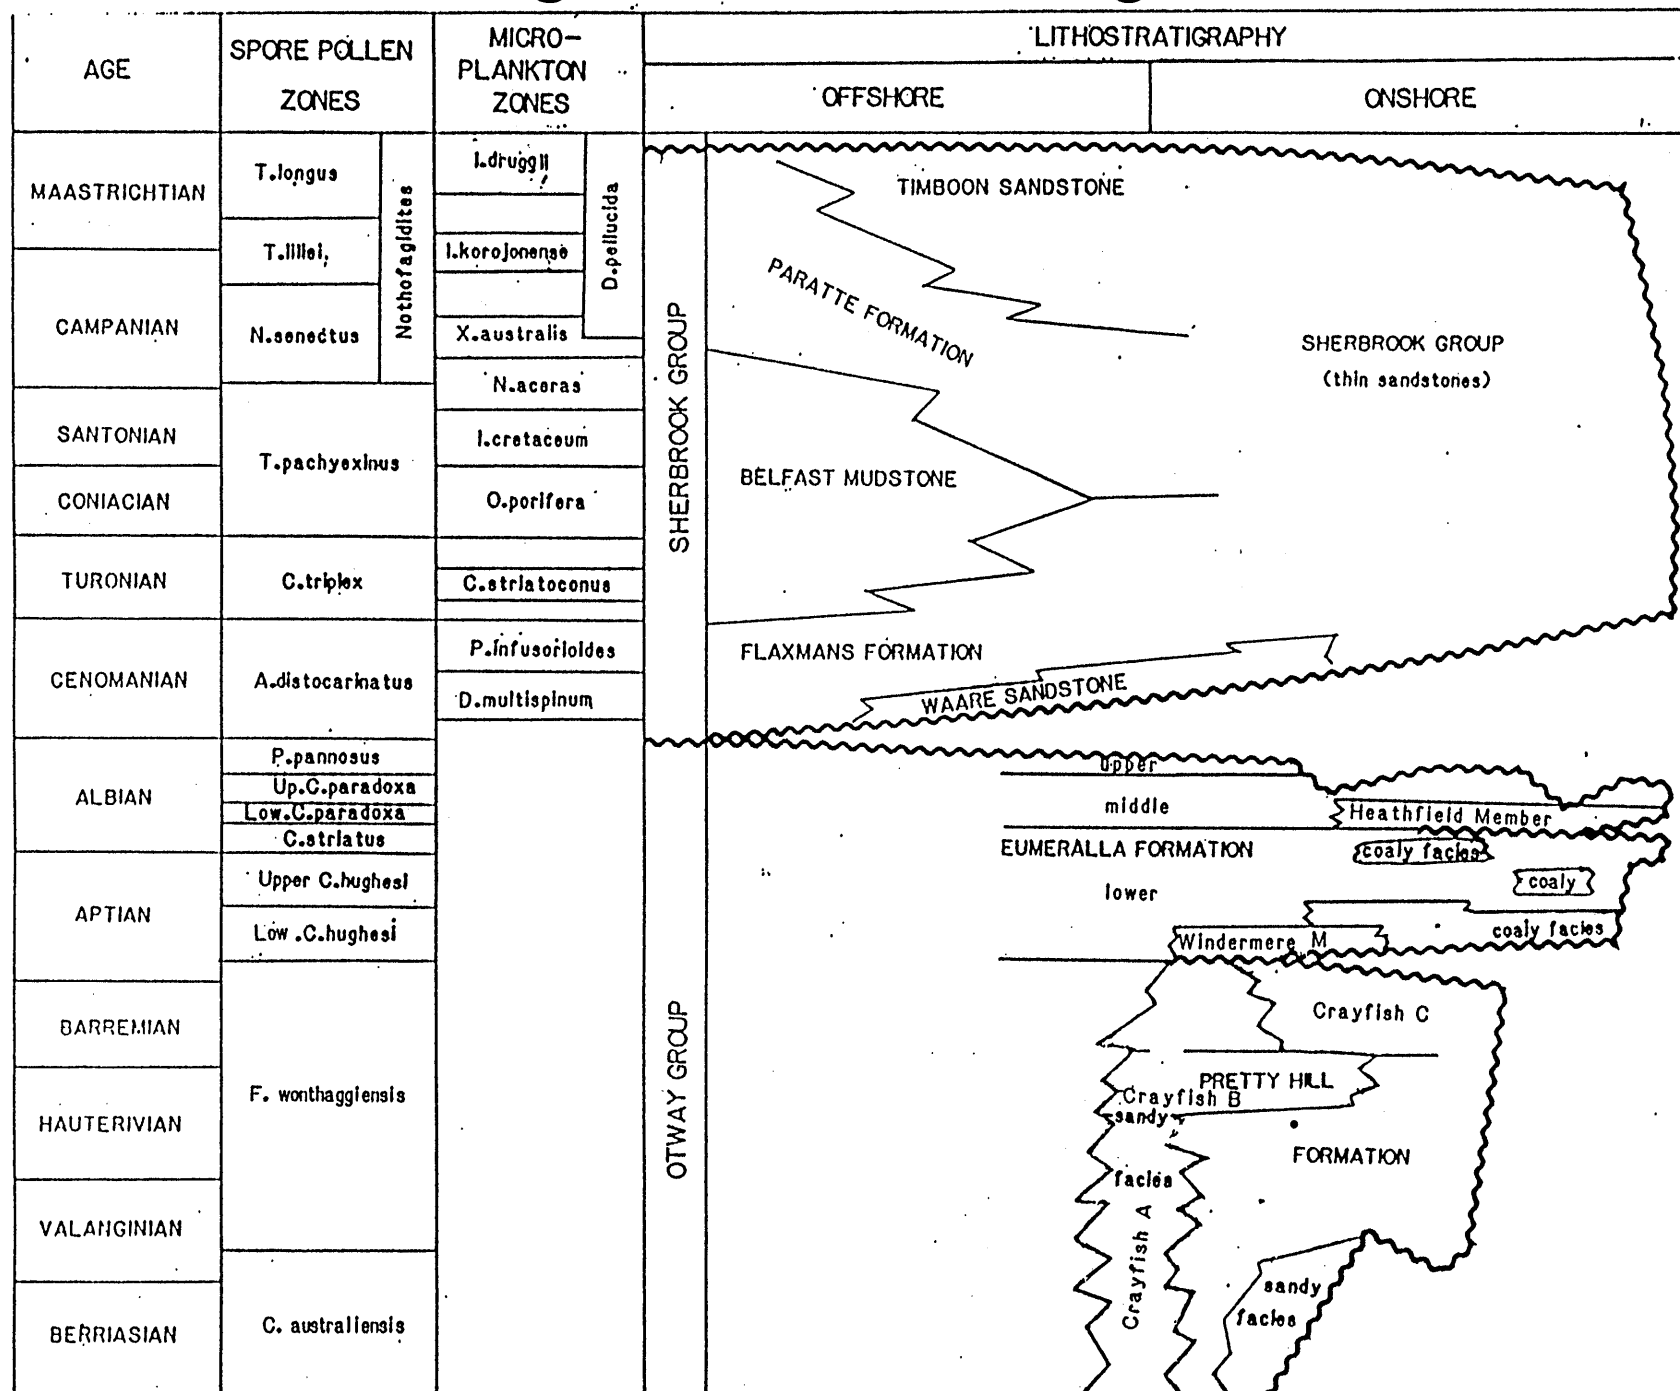 AGE
SPORE POLLEN
ZONES
MICRO-
PLANKTON
ZONES
LITHOSTRATIGRAPHY
OFFSHORE
ONSHORE
MAASTRICHTIAN
CAMPANIAN
SANTONIAN
CONIACIAN
TURONIAN
CENOMANIAN
ALBIAN
APTIAN
BARREMIAN
HAUTERIVIAN
VALANGINIAN
BERRIASIAN
T.longus
T.lillei
N.senectus
Nothofagidites
T.pachyexinus
C.triplex
A.distocarinatus
P.pannosus
Up.C.paradoxa
Low.C.paradoxa
C.striatus
Upper C.hughesi
Low .C.hughesi
F. wonthaggiensis
C. australiensis
I.druggii
I.korojonense
X.australis
D.pellucida
N.aceras
I.cretaceum
O.porifera
C.striatoconus
P.infusorioides
D.multispinum
SHERBROOK GROUP
OTWAY GROUP
TIMBOON SANDSTONE
PARATTE FORMATION
SHERBROOK GROUP
(thin sandstones)
BELFAST MUDSTONE
FLAXMANS FORMATION
WAARE SANDSTONE
upper
middle
Heathfield Member
EUMERALLA FORMATION
coaly facies
coaly
lower
coaly facies
Windermere M
Crayfish C
PRETTY HILL
Crayfish B
sandy
FORMATION
facies
Crayfish A
sandy
facies